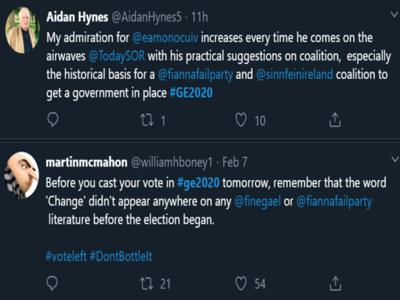 Aidan Hynes @AidanHynes5 · 11h
My admiration for @eamonocuiv increases every time he comes on the
airwaves @TodaySOR with his practical suggestions on coalition, especially
the historical basis for a @fiannafailparty and @sinnfeinireland coalition to
get a government in place #GE2020
1 10
martinmcmahon @williamhboney1 · Feb 7
Before you cast your vote in #ge2020 tomorrow, remember that the word
'Change' didn't appear anywhere on any @finegael or @fiannafailparty
literature before the election began.
#voteleft #DontBottleIt
21 54